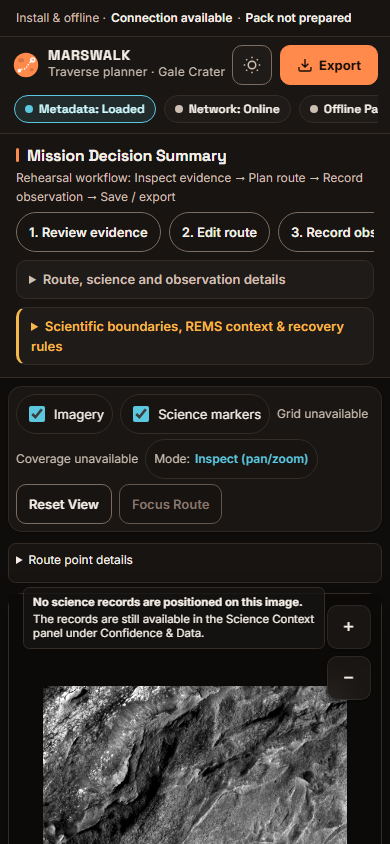 Install & offline · Connection available · Pack not prepared
MARSWALK
Traverse planner · Gale Crater
Export
Metadata: Loaded
Network: Online
Offline Pa
Mission Decision Summary
Rehearsal workflow: Inspect evidence → Plan route → Record
observation → Save / export
1. Review evidence
2. Edit route
3. Record obs
▶ Route, science and observation details
▶ Scientific boundaries, REMS context & recovery
rules
Imagery
Science markers
Grid unavailable
Coverage unavailable
Mode: Inspect (pan/zoom)
Reset View
Focus Route
▶ Route point details
No science records are positioned on this image.
The records are still available in the Science Context
panel under Confidence & Data.
+
−